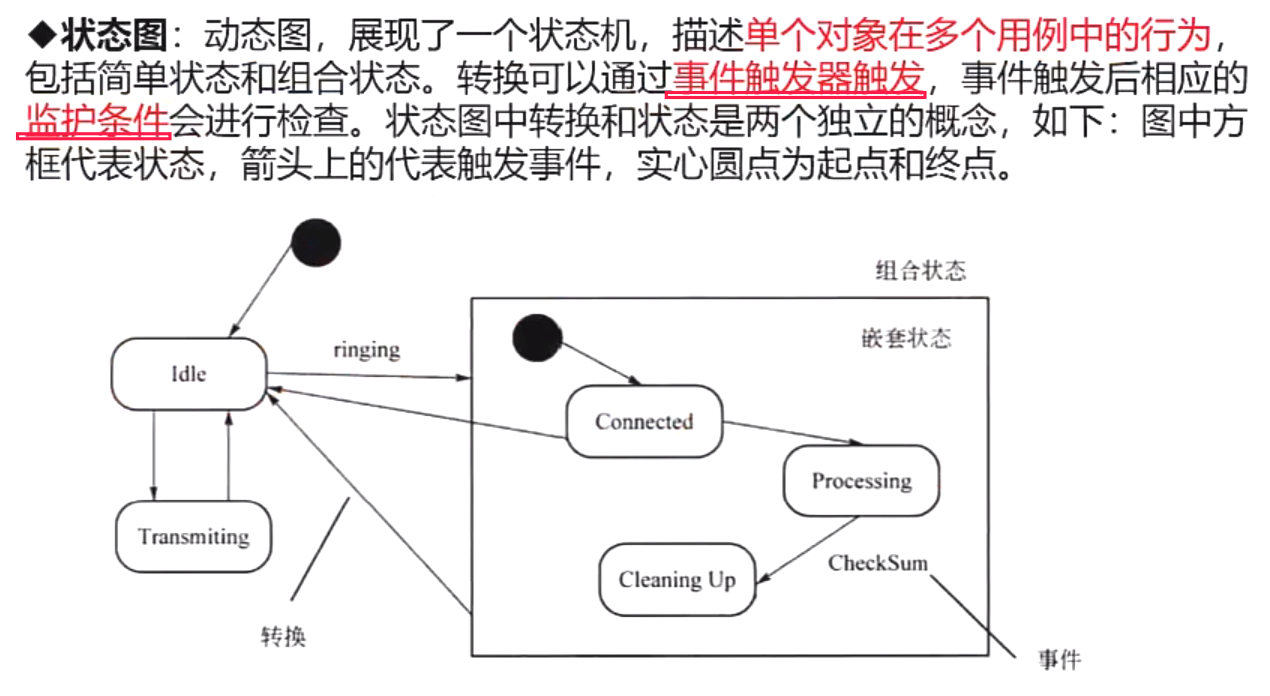 ◆状态图：动态图，展现了一个状态机，描述单个对象在多个用例中的行为，
包括简单状态和组合状态。转换可以通过事件触发器触发，事件触发后相应的
监护条件会进行检查。状态图中转换和状态是两个独立的概念，如下：图中方
框代表状态，箭头上的代表触发事件，实心圆点为起点和终点。
组合状态
嵌套状态
ringing
Idle
Connected
Processing
Transmiting
CheckSum
Cleaning Up
转换
事件